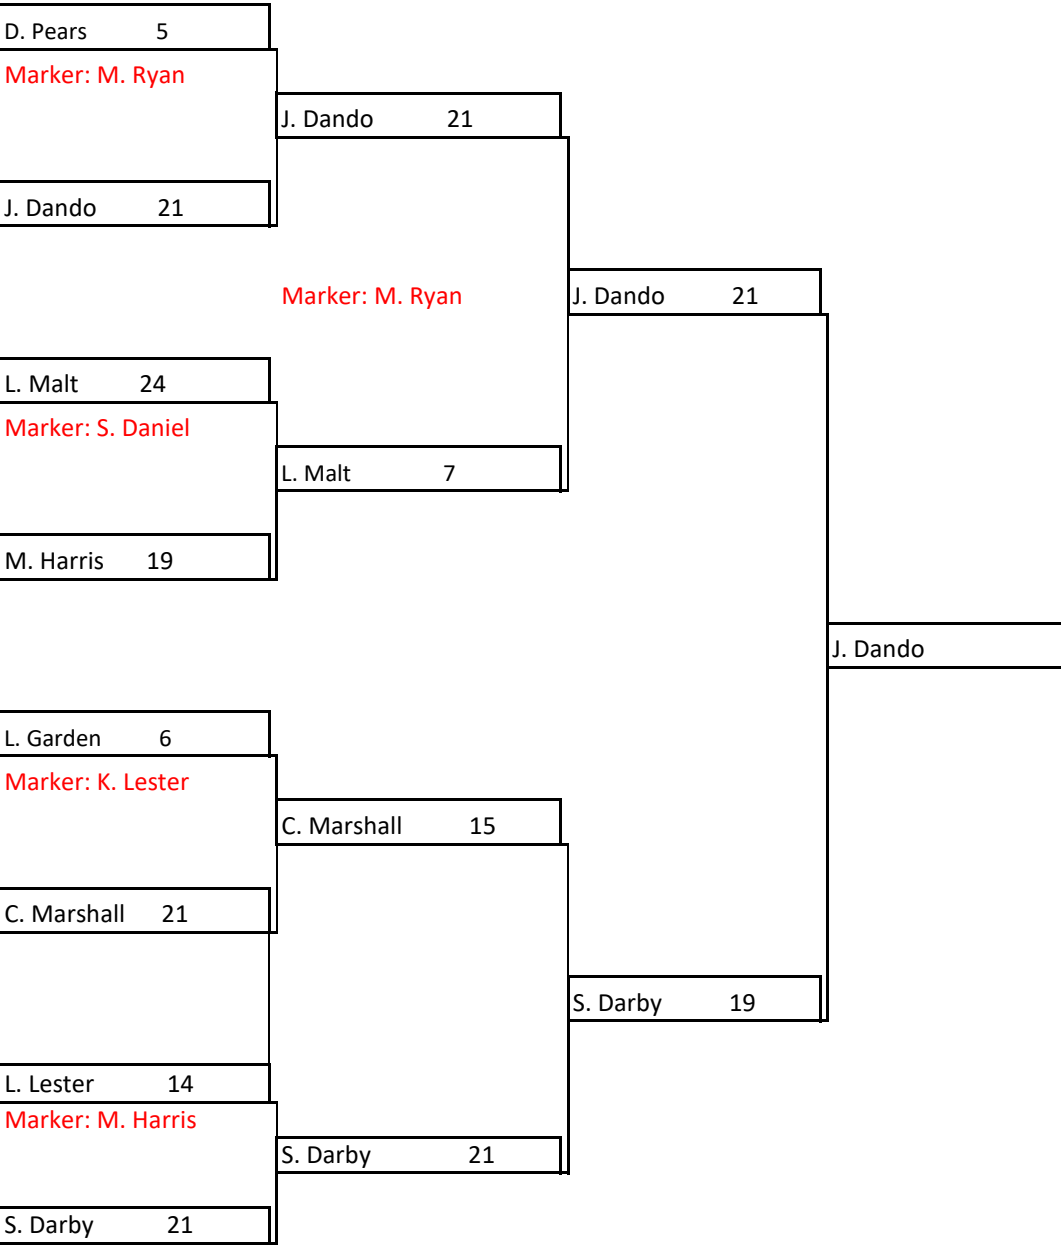 D. Pears 5
Marker: M. Ryan
J. Dando 21
J. Dando 21
Marker: M. Ryan
J. Dando 21
L. Malt 24
Marker: S. Daniel
L. Malt 7
M. Harris 19
J. Dando
L. Garden 6
Marker: K. Lester
C. Marshall 15
C. Marshall 21
S. Darby 19
L. Lester 14
Marker: M. Harris
S. Darby 21
S. Darby 21